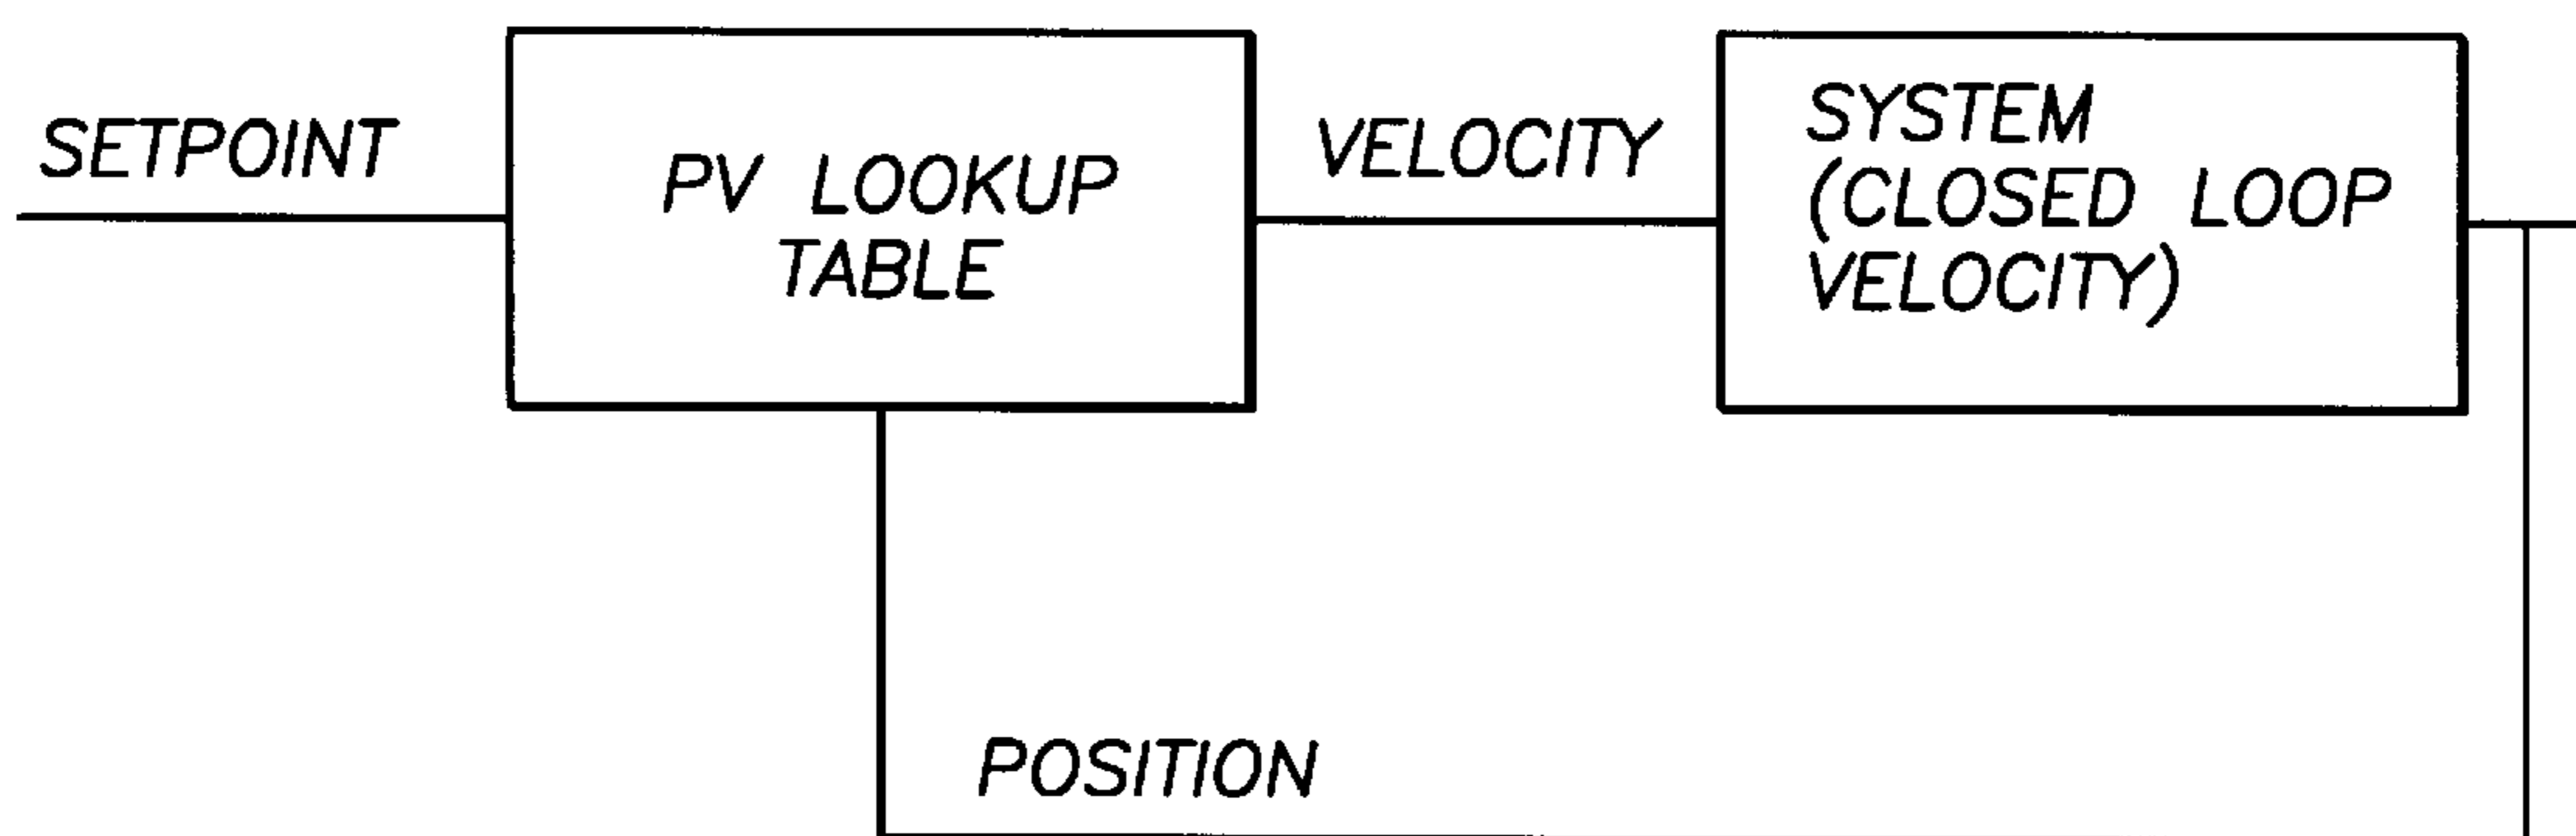 SETPOINT
PV LOOKUP
TABLE
VELOCITY
SYSTEM
(CLOSED LOOP
VELOCITY)
POSITION